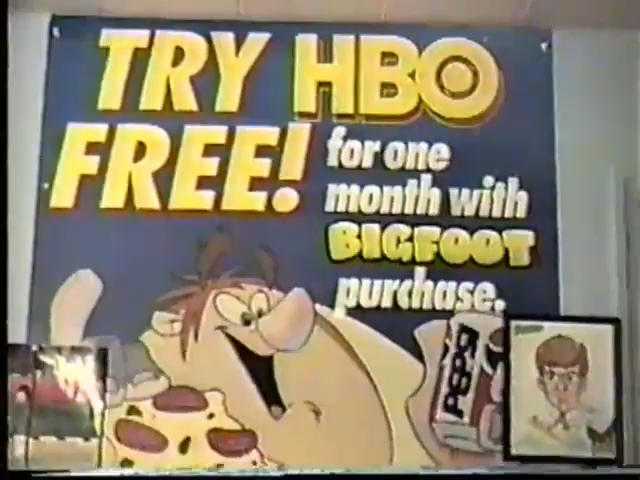 TRY HBO
FREE! for one
month with
BIGFOOT
purchase.
PEPSI